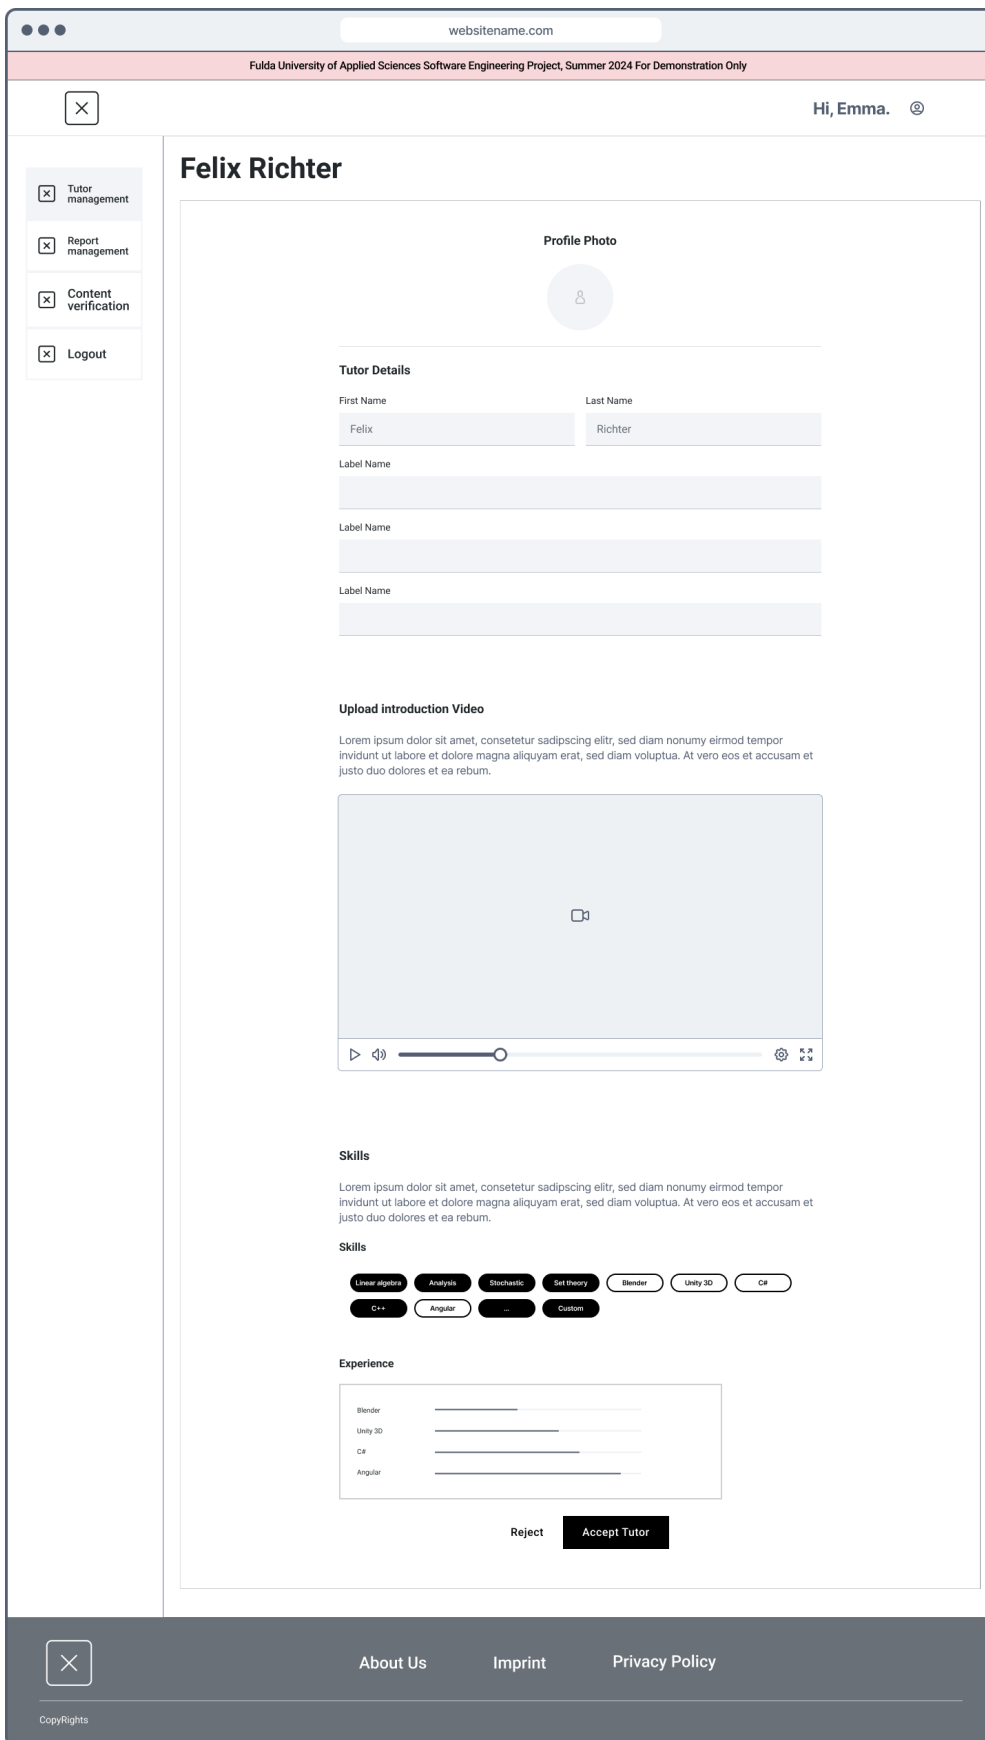 websitename.com
Fulda University of Applied Sciences Software Engineering Project, Summer 2024 For Demonstration Only
Hi, Emma.
Tutor
management
Report
management
Content
verification
Logout
Felix Richter
Profile Photo
Tutor Details
First Name
Last Name
Felix
Richter
Label Name
Label Name
Label Name
Upload introduction Video
Lorem ipsum dolor sit amet, consetetur sadipscing elitr, sed diam nonumy eirmod tempor
invidunt ut labore et dolore magna aliquyam erat, sed diam voluptua. At vero eos et accusam et
justo duo dolores et ea rebum.
Skills
Lorem ipsum dolor sit amet, consetetur sadipscing elitr, sed diam nonumy eirmod tempor
invidunt ut labore et dolore magna aliquyam erat, sed diam voluptua. At vero eos et accusam et
justo duo dolores et ea rebum.
Skills
Linear algebra Analysis Stochastic Set theory Blender Unity 3D C#
C++ Angular ... Custom
Experience
Blender
Unity 3D
C#
Angular
Reject Accept Tutor
About Us Imprint Privacy Policy
CopyRights